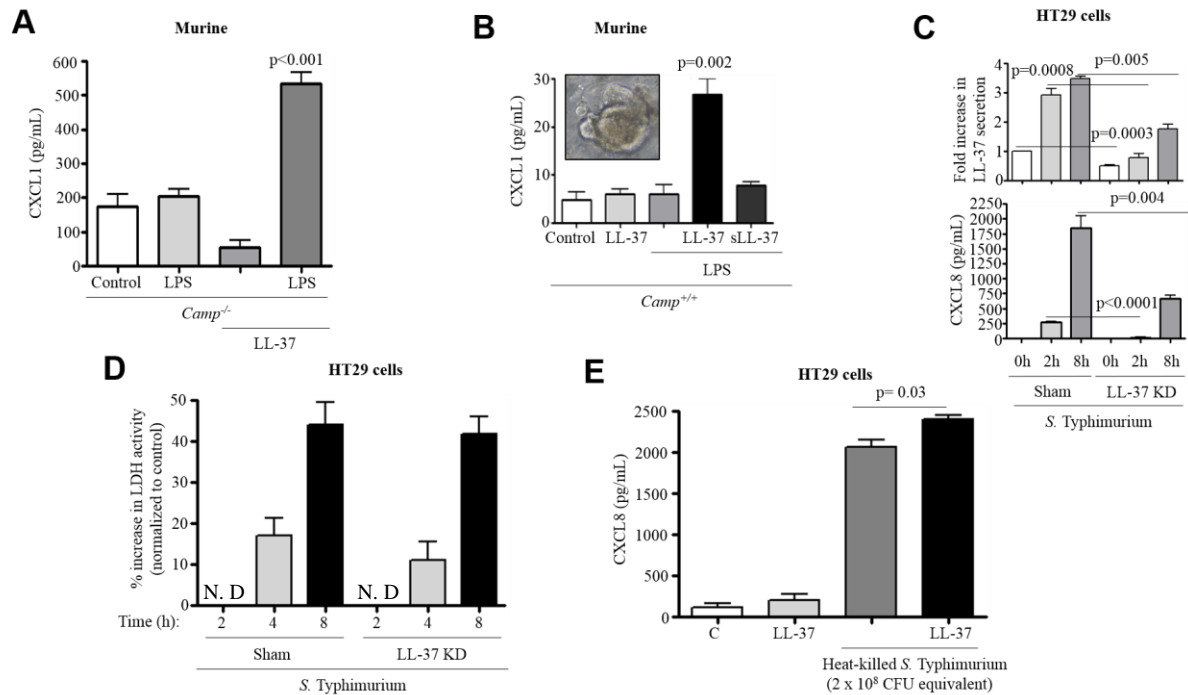 A
Murine
p<0.001
600
500
400
300
200
100
0
CXCL1 (pg/mL)
Control LPS LPS
Camp-/-
LL-37
B
Murine
p=0.002
30
20
10
0
CXCL1 (pg/mL)
Control LL-37 LL-37 sLL-37
LPS
Camp+/+
C
HT29 cells
p=0.0008 p=0.005
p=0.0003
4
3
2
1
0
Fold increase in
LL-37 secretion
p=0.004
p<0.0001
2250
2000
1750
1500
1250
1000
750
500
250
0
CXCL8 (pg/mL)
0h 2h 8h 0h 2h 8h
Sham LL-37 KD
S. Typhimurium
D
HT29 cells
50
40
30
20
10
0
% increase in LDH activity
(normalized to control)
N. D N. D
Time (h): 2 4 8 2 4 8
Sham LL-37 KD
S. Typhimurium
E
HT29 cells
p= 0.03
2500
2000
1500
1000
500
0
CXCL8 (pg/mL)
C LL-37 LL-37
Heat-killed S. Typhimurium
(2 x 10⁸ CFU equivalent)